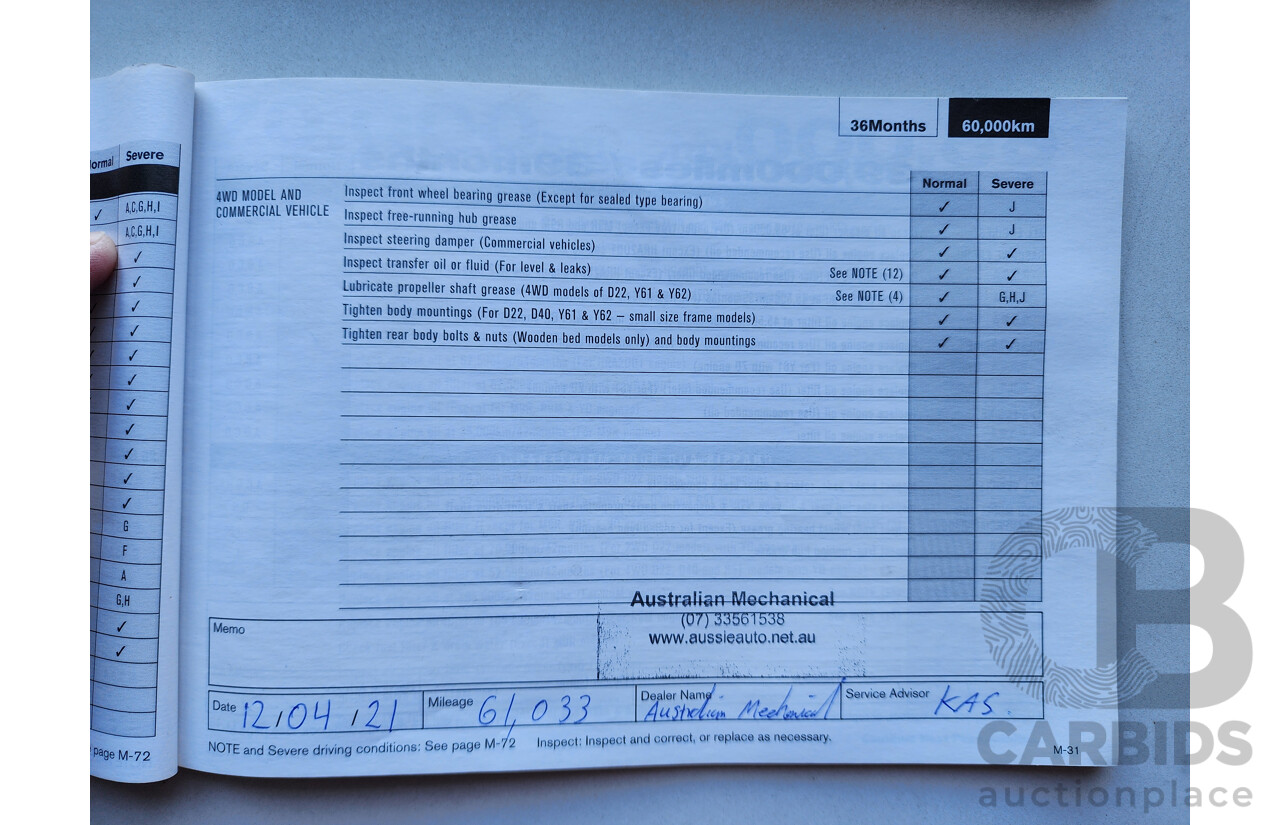 36Months 60,000km
Normal Severe
4WD MODEL AND
COMMERCIAL VEHICLE
Inspect front wheel bearing grease (Except for sealed type bearing) ✓ J
Inspect free-running hub grease ✓ J
Inspect steering damper (Commercial vehicles) ✓ ✓
Inspect transfer oil or fluid (For level & leaks) See NOTE (12) ✓ ✓
Lubricate propeller shaft grease (4WD models of D22, Y61 & Y62) See NOTE (4) ✓ G,H,J
Tighten body mountings (For D22, D40, Y61 & Y62 – small size frame models) ✓ ✓
Tighten rear body bolts & nuts (Wooden bed models only) and body mountings ✓ ✓
Australian Mechanical
(07) 33561538
www.aussieauto.net.au
Memo
Date 12/04/21 Mileage 61,033 Dealer Name Australian Mechanical Service Advisor KAS.
NOTE and Severe driving conditions: See page M-72 Inspect: Inspect and correct, or replace as necessary.
M-31
ormal Severe
✓ A,C,G,H,I
A,C,G,H,I
✓
✓
✓
✓
✓
✓
✓
✓
✓
✓
✓
G
F
A
G,H
✓
✓
page M-72
CARBIDS
auctionplace